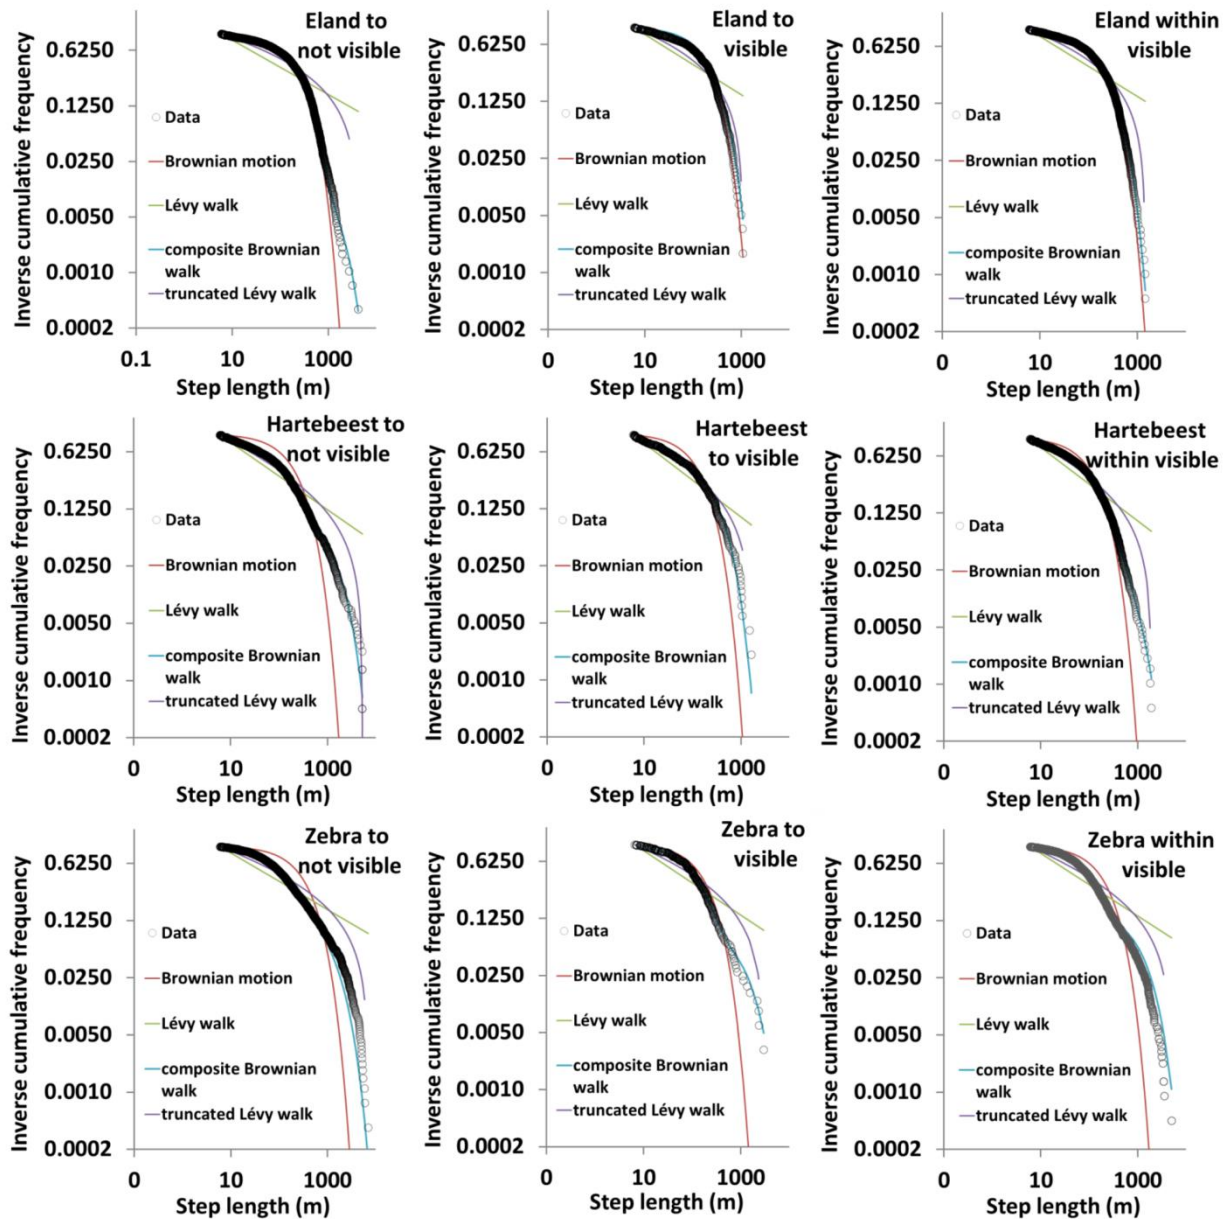 Eland to
not visible
Inverse cumulative frequency
0.6250
0.1250
0.0250
0.0050
0.0010
0.0002
Data
Brownian motion
Lévy walk
composite Brownian
walk
truncated Lévy walk
0.1
10
1000
Step length (m)
Eland to
visible
Inverse cumulative frequency
0.6250
0.1250
0.0250
0.0050
0.0010
0.0002
Data
Brownian motion
Lévy walk
composite Brownian
walk
truncated Lévy walk
0
10
1000
Step length (m)
Eland within
visible
Inverse cumulative frequency
0.6250
0.1250
0.0250
0.0050
0.0010
0.0002
Data
Brownian motion
Lévy walk
composite Brownian
walk
truncated Lévy walk
0
10
1000
Step length (m)
Hartebeest to
not visible
Inverse cumulative frequency
0.6250
0.1250
0.0250
0.0050
0.0010
0.0002
Data
Brownian motion
Lévy walk
composite Brownian
walk
truncated Lévy walk
0
10
1000
Step length (m)
Hartebeest
to visible
Inverse cumulative frequency
0.6250
0.1250
0.0250
0.0050
0.0010
0.0002
Data
Brownian motion
Lévy walk
composite Brownian
walk
truncated Lévy walk
0
10
1000
Step length (m)
Hartebeest
within visible
Inverse cumulative frequency
0.6250
0.1250
0.0250
0.0050
0.0010
0.0002
Data
Brownian motion
Lévy walk
composite Brownian
walk
truncated Lévy walk
0
10
1000
Step length (m)
Zebra to
not visible
Inverse cumulative frequency
0.6250
0.1250
0.0250
0.0050
0.0010
0.0002
Data
Brownian motion
Lévy walk
composite Brownian
walk
truncated Lévy walk
0
10
1000
Step length (m)
Zebra to
visible
Inverse cumulative frequency
0.6250
0.1250
0.0250
0.0050
0.0010
0.0002
Data
Brownian motion
Lévy walk
composite Brownian
walk
truncated Lévy walk
0
10
1000
Step length (m)
Zebra within
visible
Inverse cumulative frequency
0.6250
0.1250
0.0250
0.0050
0.0010
0.0002
Data
Brownian motion
Lévy walk
composite Brownian
walk
truncated Lévy walk
0
10
1000
Step length (m)